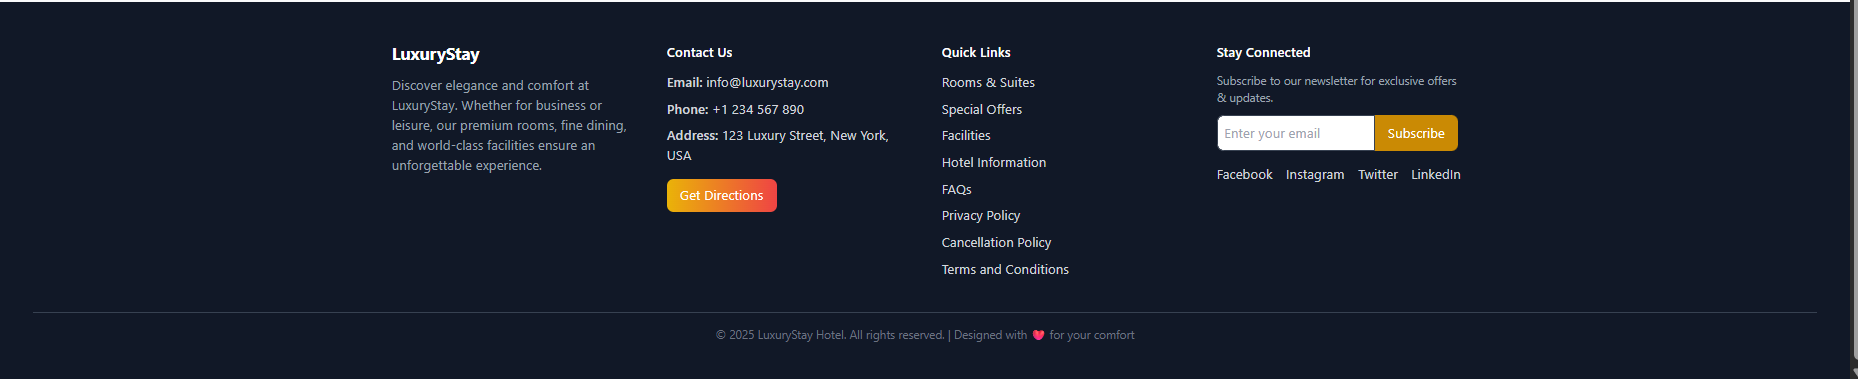 LuxuryStay
Discover elegance and comfort at
LuxuryStay. Whether for business or
leisure, our premium rooms, fine dining,
and world-class facilities ensure an
unforgettable experience.
Contact Us
Email: info@luxurystay.com
Phone: +1 234 567 890
Address: 123 Luxury Street, New York,
USA
Get Directions
Quick Links
Rooms & Suites
Special Offers
Facilities
Hotel Information
FAQs
Privacy Policy
Cancellation Policy
Terms and Conditions
Stay Connected
Subscribe to our newsletter for exclusive offers
& updates.
Enter your email Subscribe
Facebook Instagram Twitter LinkedIn
© 2025 LuxuryStay Hotel. All rights reserved. | Designed with ❤️ for your comfort